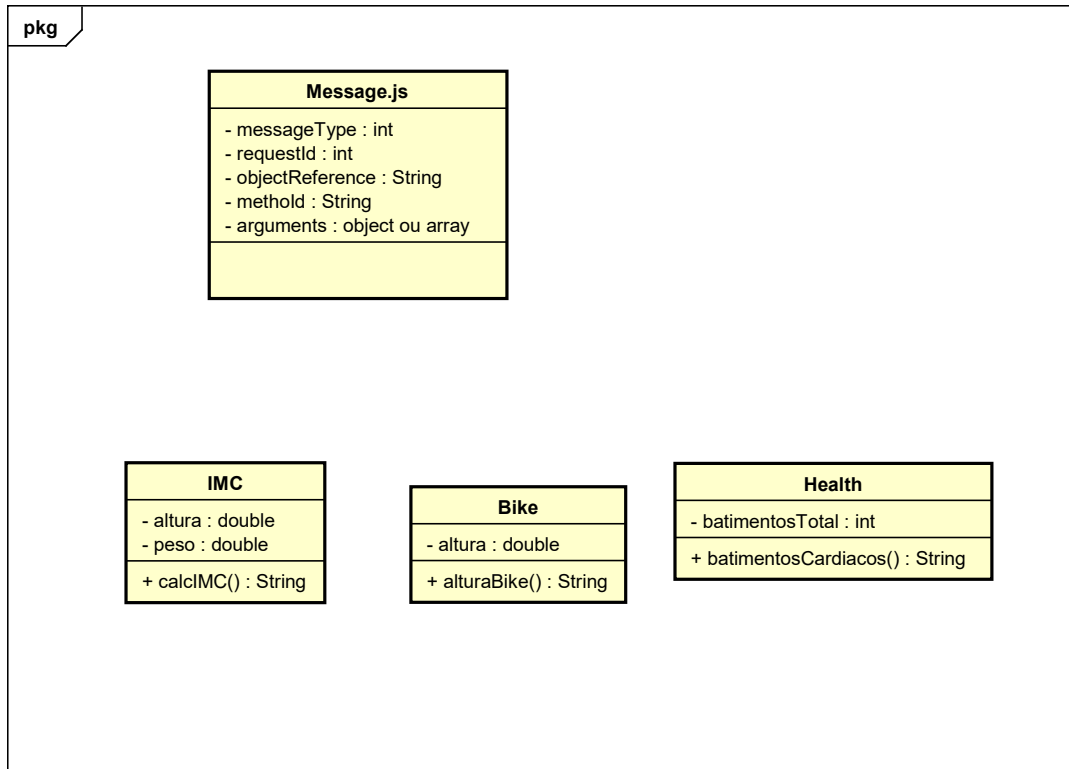 pkg
Message.js
- messageType : int
- requestId : int
- objectReference : String
- methoId : String
- arguments : object ou array
IMC
- altura : double
- peso : double
+ calcIMC() : String
Bike
- altura : double
+ alturaBike() : String
Health
- batimentosTotal : int
+ batimentosCardiacos() : String